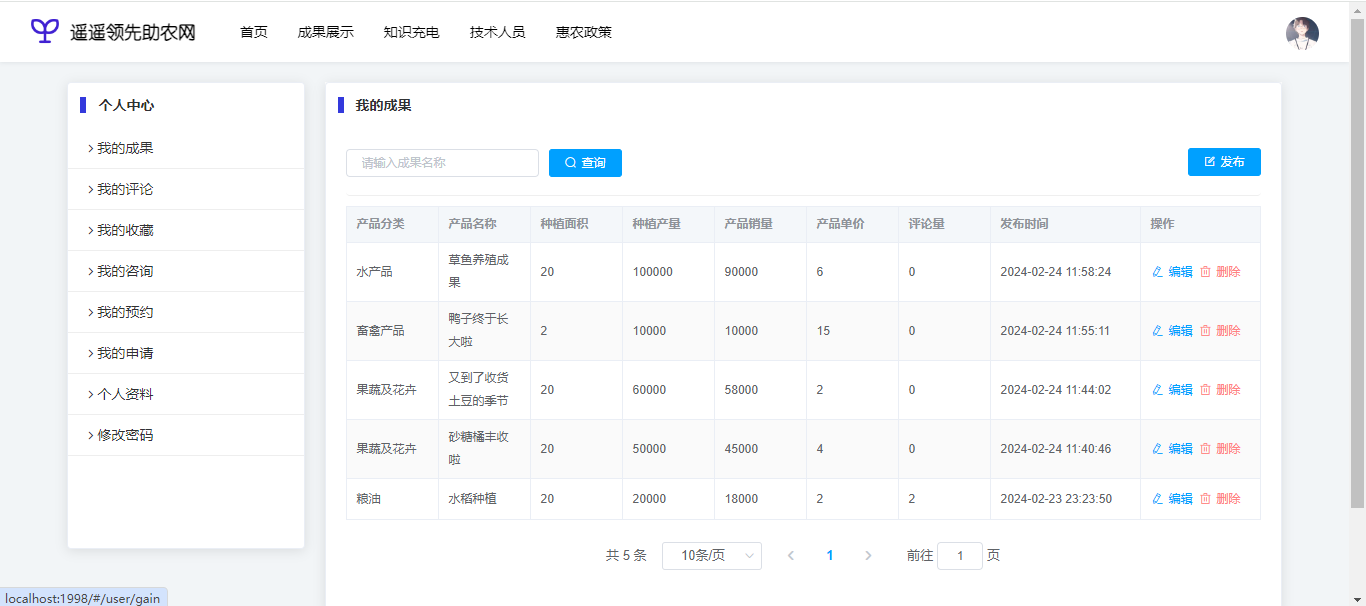 遥遥领先助农网 首页 成果展示 知识充电 技术人员 惠农政策
个人中心
我的成果
我的评论
我的收藏
我的咨询
我的预约
我的申请
个人资料
修改密码
我的成果
请输入成果名称 查询 发布
产品分类 产品名称 种植面积 种植产量 产品销量 产品单价 评论量 发布时间 操作
水产品 草鱼养殖成 20 100000 90000 6 0 2024-02-24 11:58:24 编辑 删除
果
畜禽产品 鸭子终于长 2 10000 10000 15 0 2024-02-24 11:55:11 编辑 删除
大啦
果蔬及花卉 又到了收货 20 60000 58000 2 0 2024-02-24 11:44:02 编辑 删除
土豆的季节
果蔬及花卉 砂糖橘丰收 20 50000 45000 4 0 2024-02-24 11:40:46 编辑 删除
啦
粮油 水稻种植 20 20000 18000 2 2 2024-02-23 23:23:50 编辑 删除
共 5 条 10条/页 1 前往 1 页
localhost:1998/#/user/gain